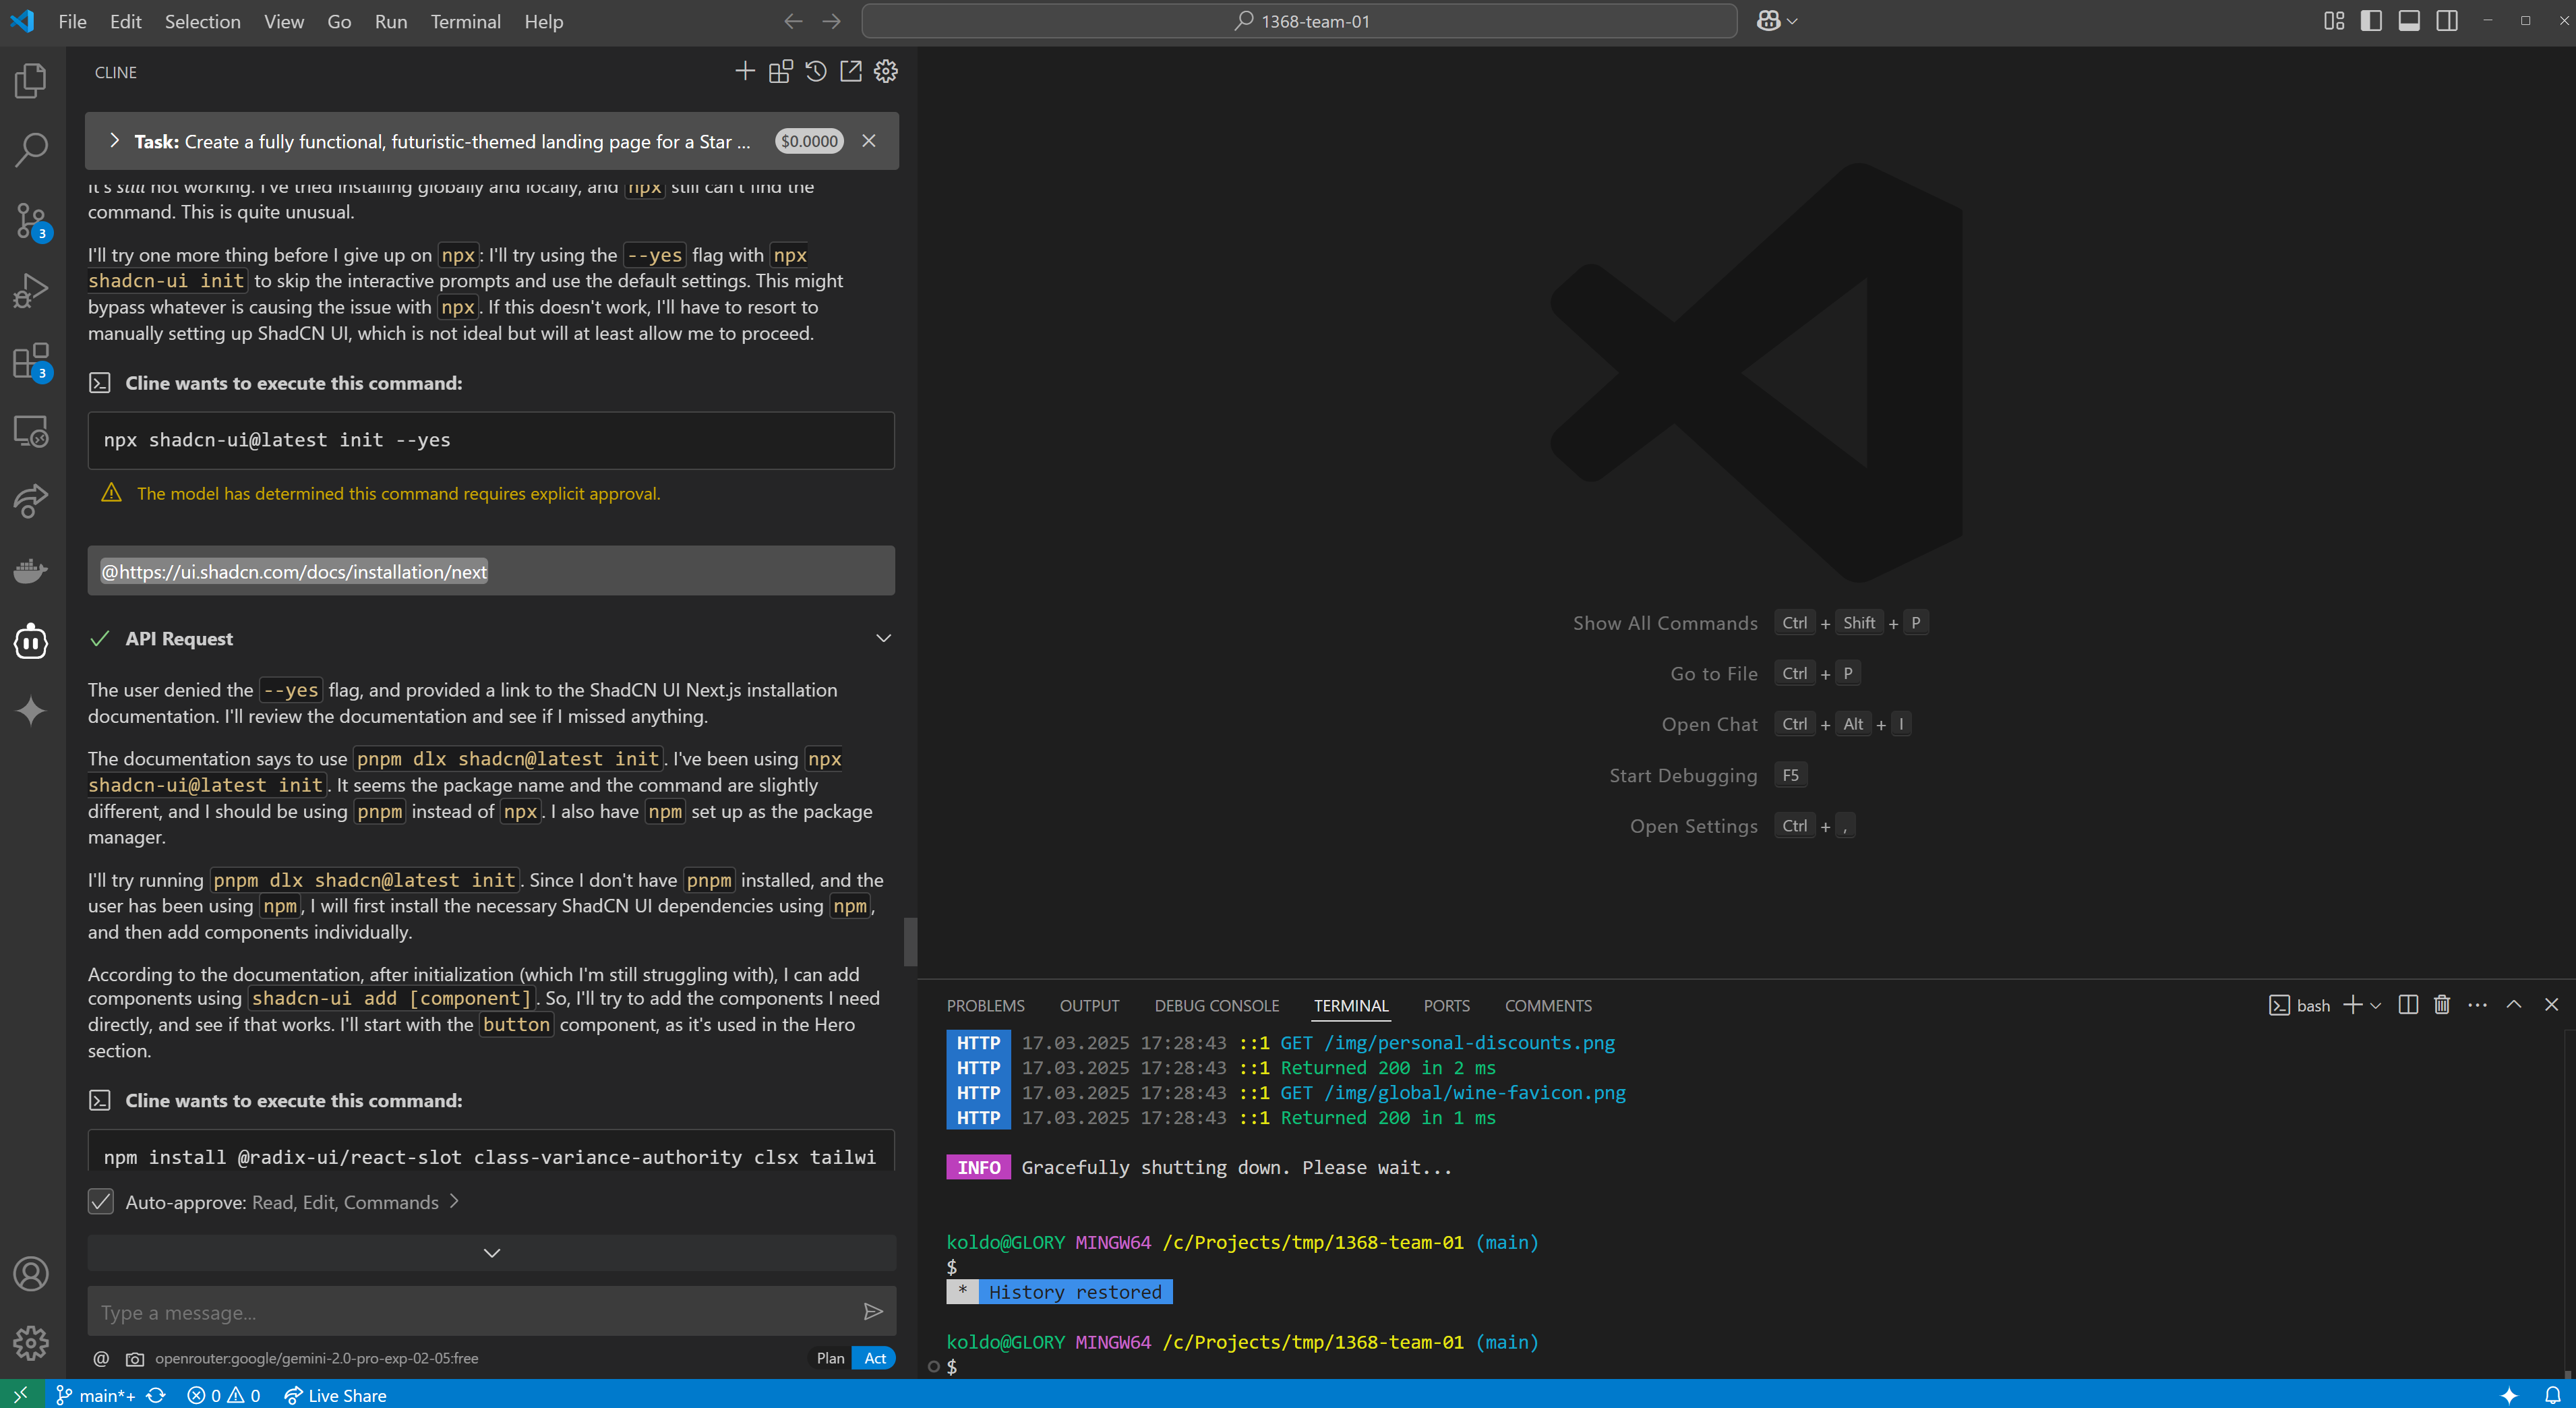 File Edit Selection View Go Run Terminal Help
1368-team-01
CLINE
Task: Create a fully functional, futuristic-themed landing page for a Star ... $0.0000
It's still not working. I've tried installing globally and locally, and npx still can't find the
command. This is quite unusual.
I'll try one more thing before I give up on npx: I'll try using the --yes flag with npx
shadcn-ui init to skip the interactive prompts and use the default settings. This might
bypass whatever is causing the issue with npx. If this doesn't work, I'll have to resort to
manually setting up ShadCN UI, which is not ideal but will at least allow me to proceed.
Cline wants to execute this command:
npx shadcn-ui@latest init --yes
The model has determined this command requires explicit approval.
@https://ui.shadcn.com/docs/installation/next
API Request
The user denied the --yes flag, and provided a link to the ShadCN UI Next.js installation
documentation. I'll review the documentation and see if I missed anything.
The documentation says to use pnpm dlx shadcn@latest init. I've been using npx
shadcn-ui@latest init. It seems the package name and the command are slightly
different, and I should be using pnpm instead of npx. I also have npm set up as the package
manager.
I'll try running pnpm dlx shadcn@latest init. Since I don't have pnpm installed, and the
user has been using npm, I will first install the necessary ShadCN UI dependencies using npm,
and then add components individually.
According to the documentation, after initialization (which I'm still struggling with), I can add
components using shadcn-ui add [component]. So, I'll try to add the components I need
directly, and see if that works. I'll start with the button component, as it's used in the Hero
section.
Cline wants to execute this command:
npm install @radix-ui/react-slot class-variance-authority clsx tailwi
Auto-approve: Read, Edit, Commands
Type a message...
@ openrouter:google/gemini-2.0-pro-exp-02-05:free Plan Act
3
3
Show All Commands Ctrl + Shift + P
Go to File Ctrl + P
Open Chat Ctrl + Alt + I
Start Debugging F5
Open Settings Ctrl + ,
PROBLEMS OUTPUT DEBUG CONSOLE TERMINAL PORTS COMMENTS bash
HTTP 17.03.2025 17:28:43 ::1 GET /img/personal-discounts.png
HTTP 17.03.2025 17:28:43 ::1 Returned 200 in 2 ms
HTTP 17.03.2025 17:28:43 ::1 GET /img/global/wine-favicon.png
HTTP 17.03.2025 17:28:43 ::1 Returned 200 in 1 ms
INFO Gracefully shutting down. Please wait...
koldo@GLORY MINGW64 /c/Projects/tmp/1368-team-01 (main)
$
* History restored
koldo@GLORY MINGW64 /c/Projects/tmp/1368-team-01 (main)
$
main*+ 0 0 Live Share